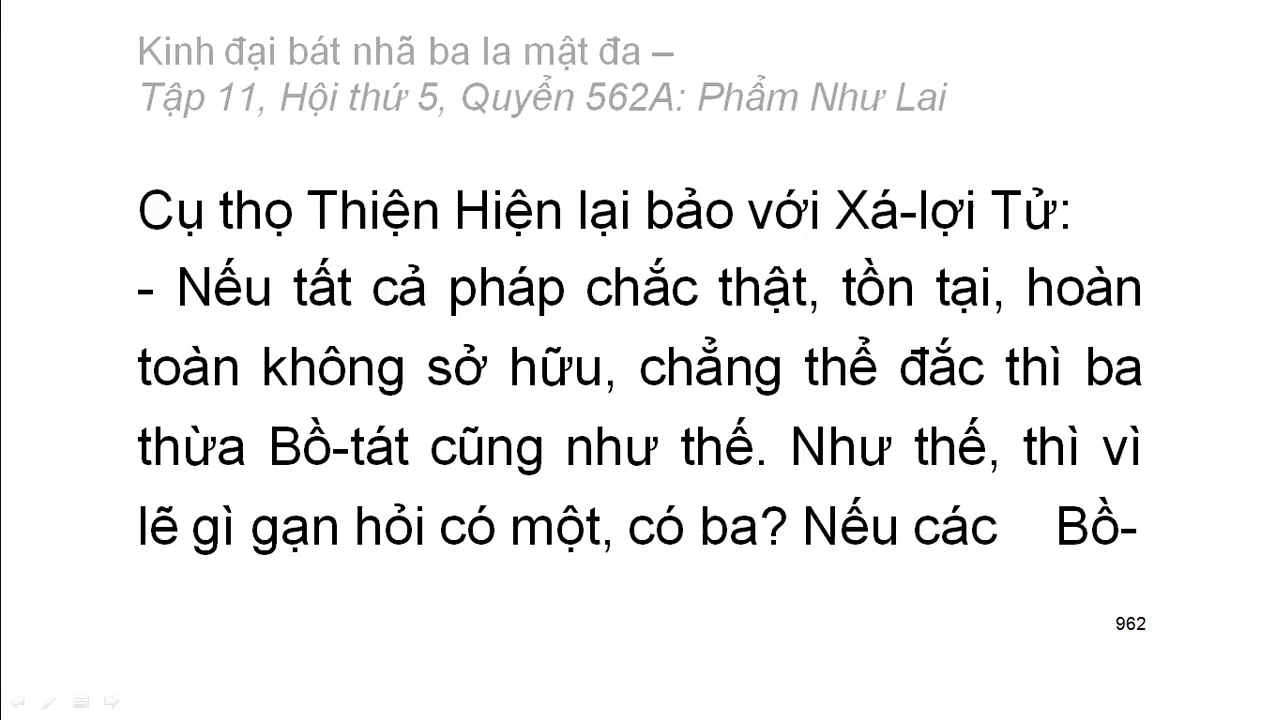 Kinh đại bát nhã ba la mật đa –
Tập 11, Hội thứ 5, Quyển 562A: Phẩm Như Lai
Cụ thọ Thiện Hiện lại bảo với Xá-lợi Tử:
- Nếu tất cả pháp chắc thật, tồn tại, hoàn
toàn không sở hữu, chẳng thể đắc thì ba
thừa Bồ-tát cũng như thế. Như thế, thì vì
lẽ gì gạn hỏi có một, có ba? Nếu các Bồ-
962